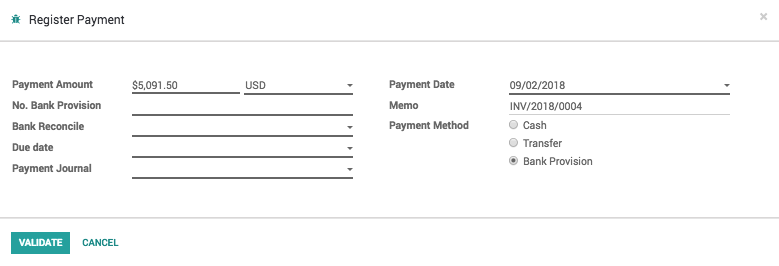 Register Payment
×
Payment Amount $5,091.50 USD
No. Bank Provision
Bank Reconcile
Due date
Payment Journal
Payment Date 09/02/2018
Memo INV/2018/0004
Payment Method Cash
Transfer
Bank Provision
VALIDATE CANCEL